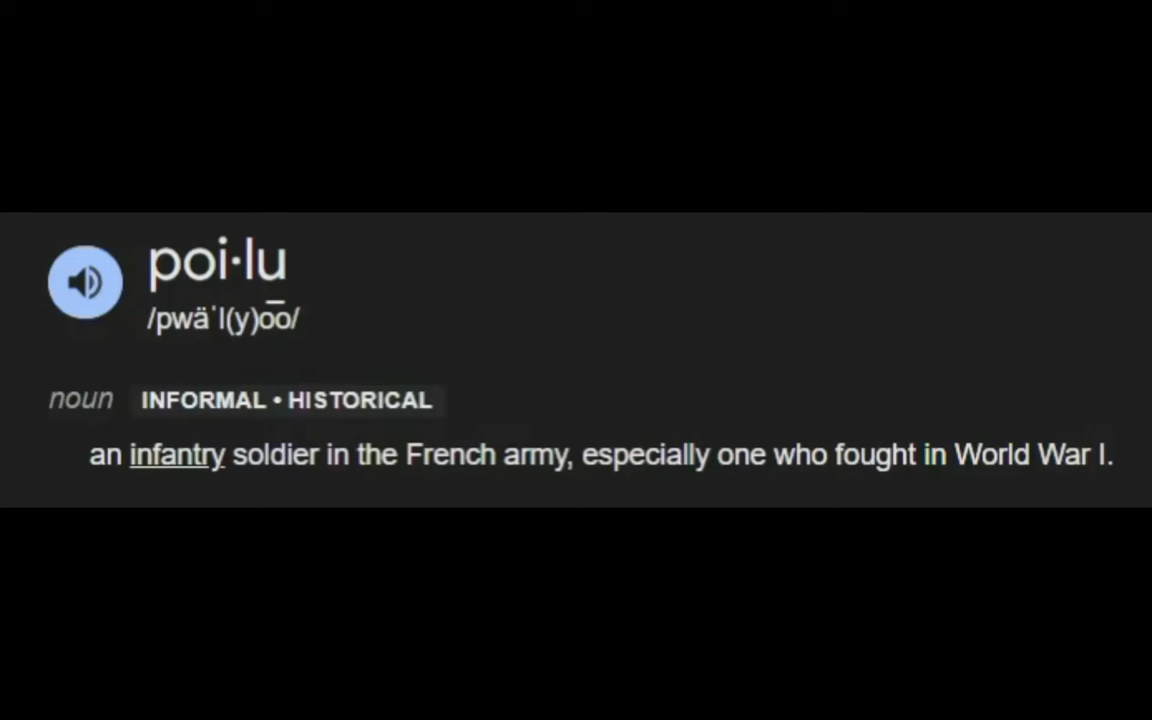 poi·lu
/pwäˈl(y)o͞o/
noun INFORMAL • HISTORICAL
an infantry soldier in the French army, especially one who fought in World War I.